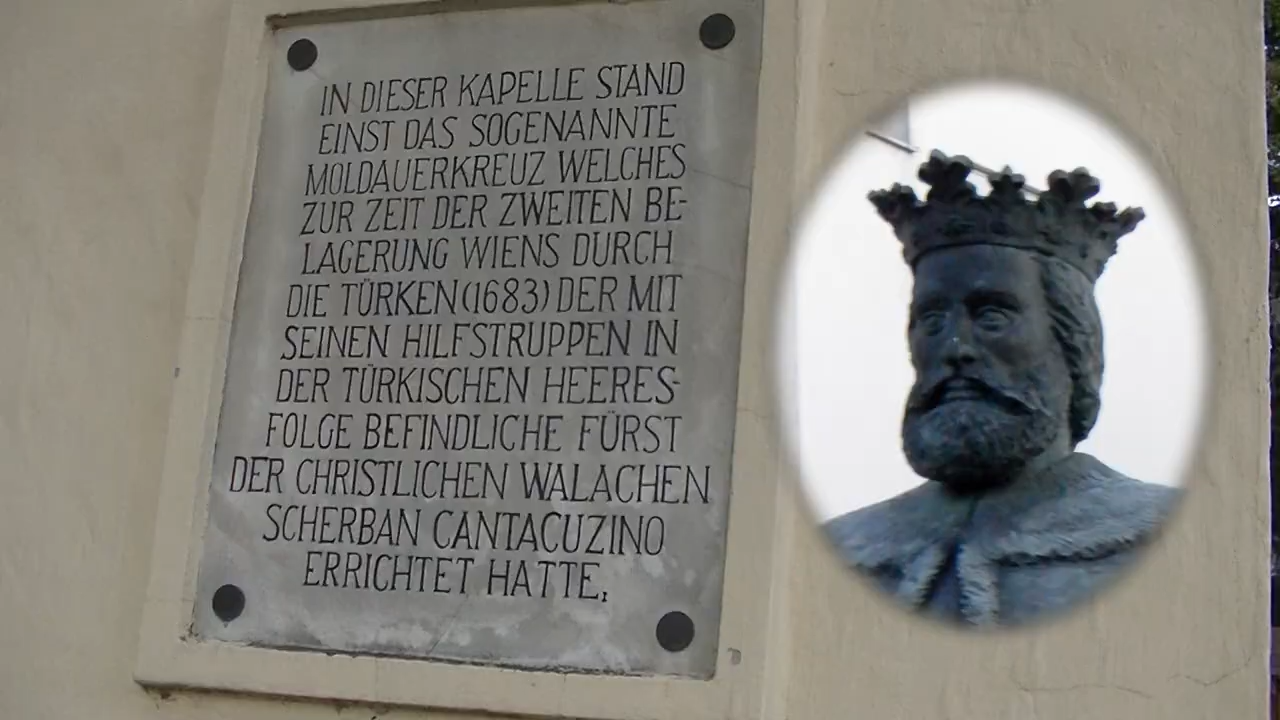 IN DIESER KAPELLE STAND
EINST DAS SOGENANNTE
MOLDAUERKREUZ WELCHES
ZUR ZEIT DER ZWEITEN BE-
LAGERUNG WIENS DURCH
DIE TÜRKEN (1683) DER MIT
SEINEN HILFSTRUPPEN IN
DER TÜRKISCHEN HEERES-
FOLGE BEFINDLICHE FÜRST
DER CHRISTLICHEN WALACHEN
SCHERBAN CANTACUZINO
ERRICHTET HATTE.